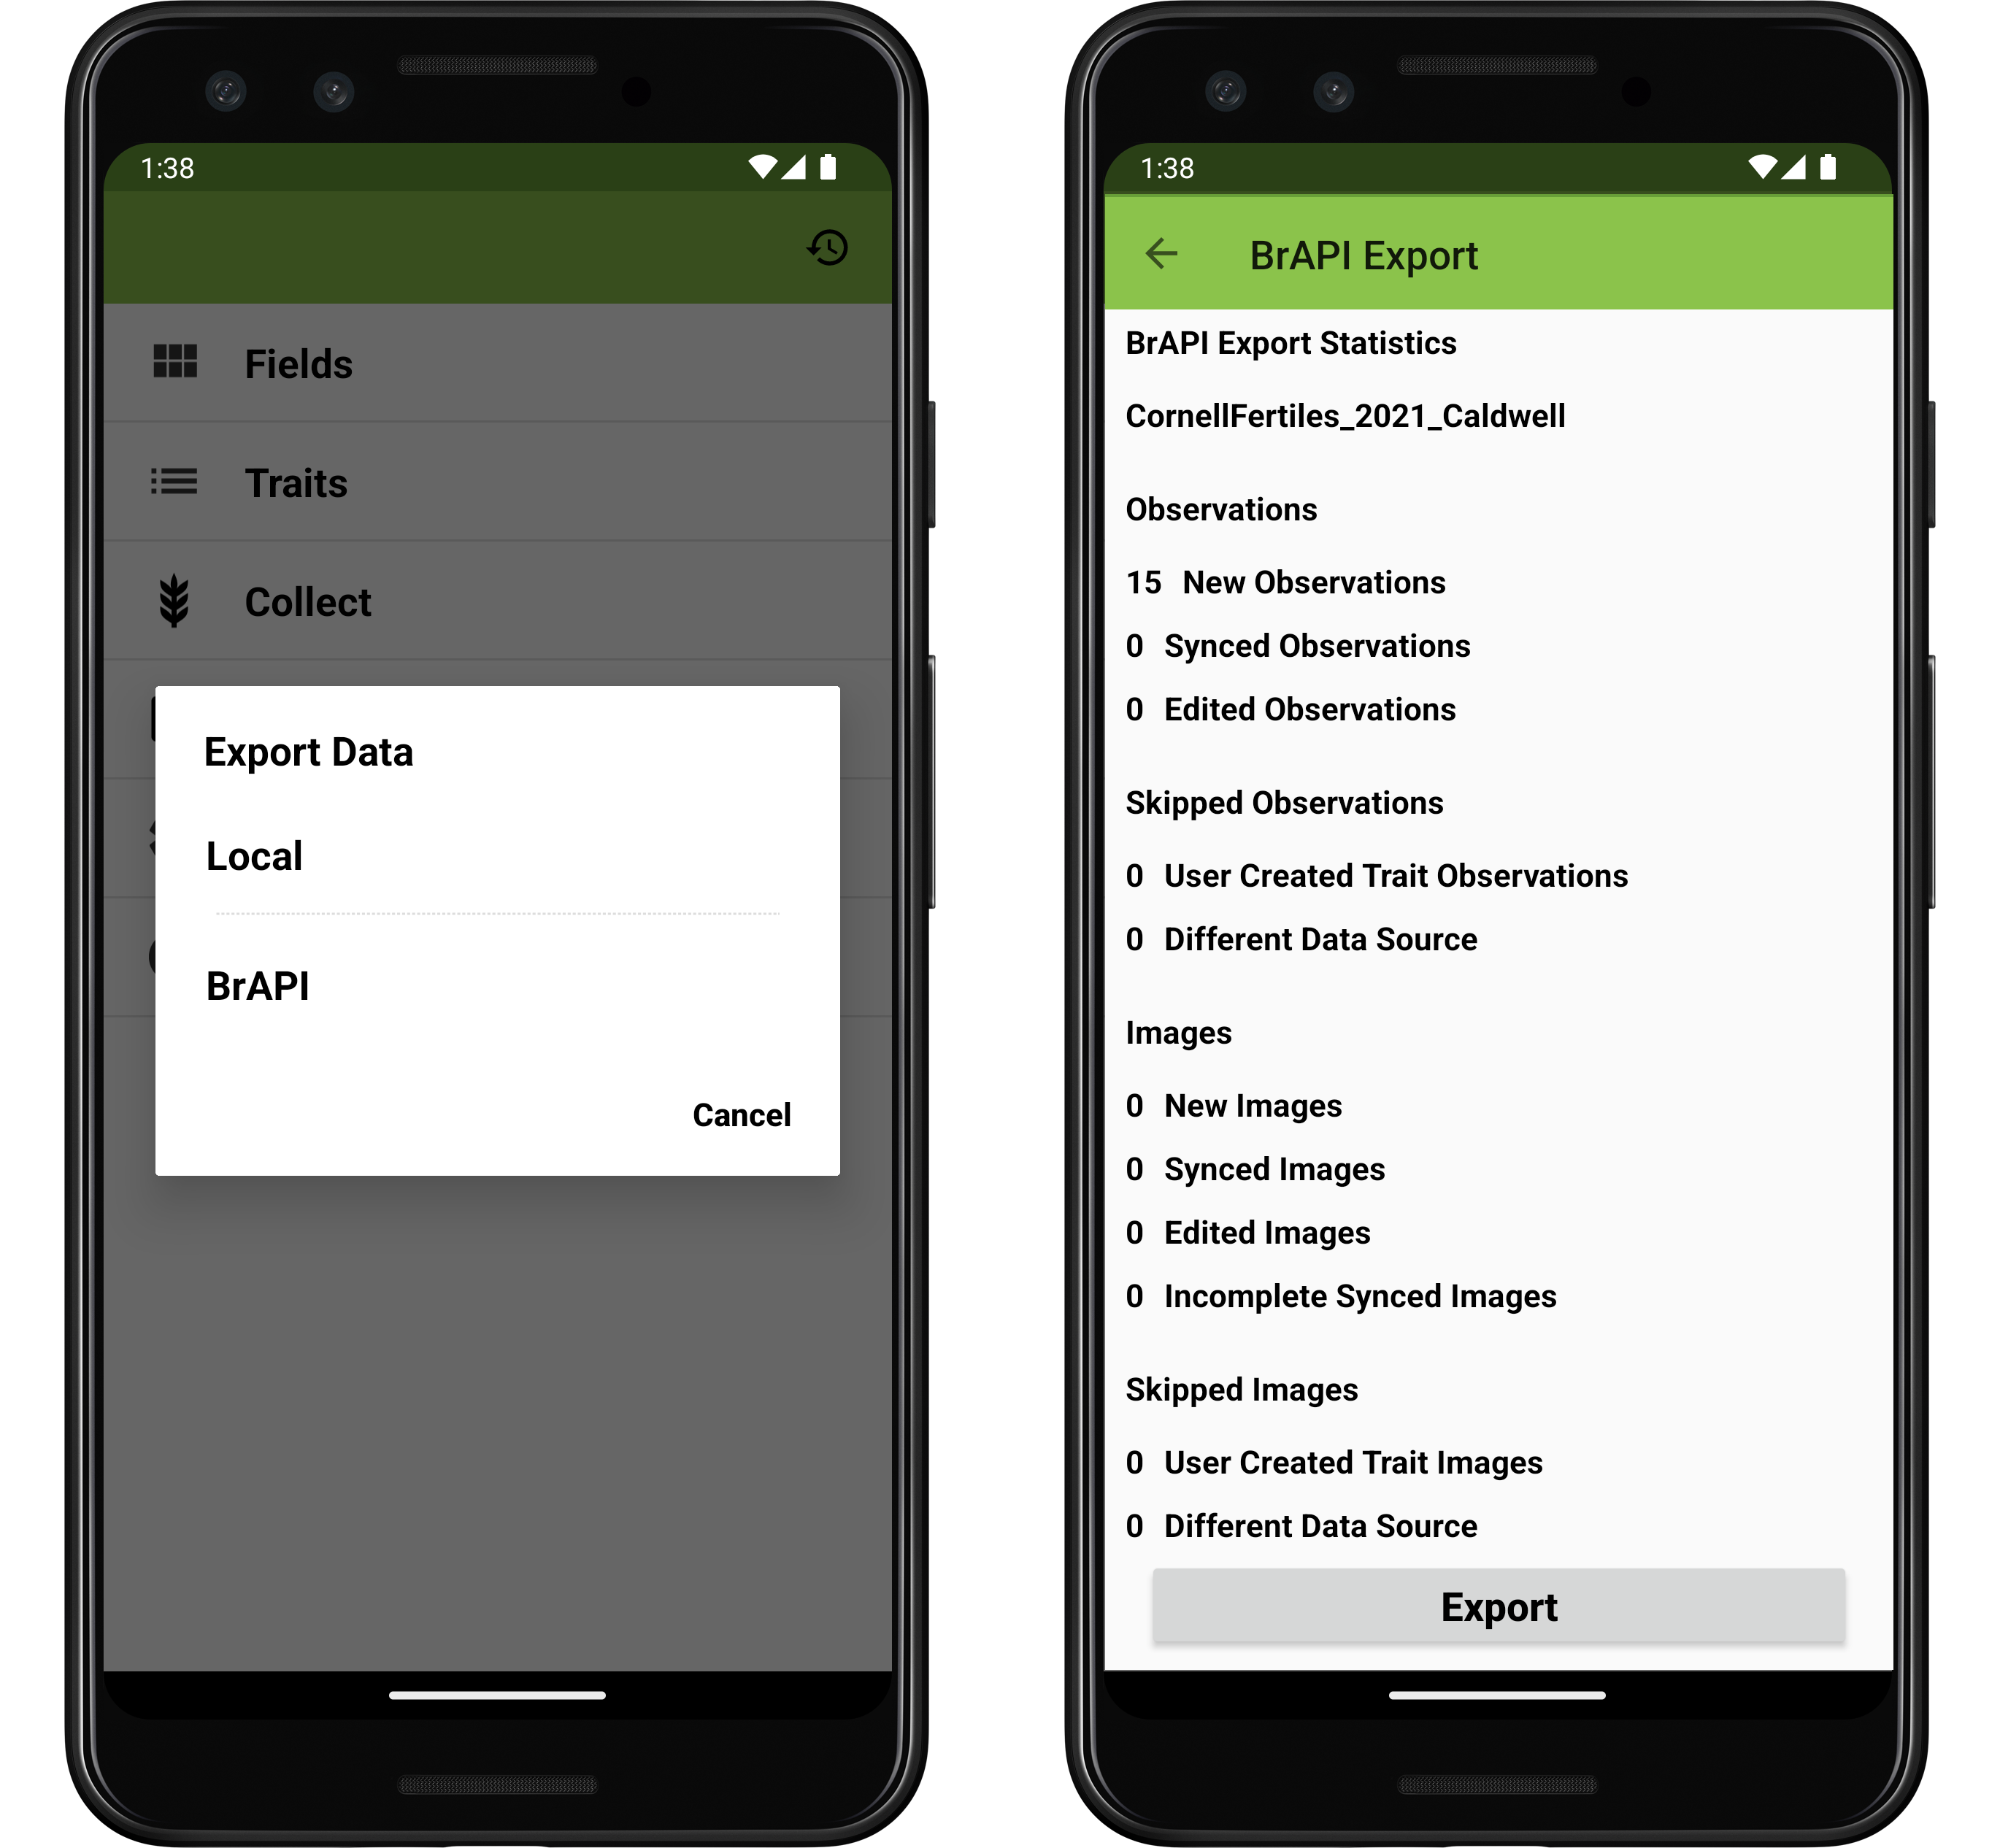 1:38
Fields
Traits
Collect
Export Data
Local
BrAPI
Cancel
1:38
BrAPI Export
BrAPI Export Statistics
CornellFertiles_2021_Caldwell
Observations
15 New Observations
0 Synced Observations
0 Edited Observations
Skipped Observations
0 User Created Trait Observations
0 Different Data Source
Images
0 New Images
0 Synced Images
0 Edited Images
0 Incomplete Synced Images
Skipped Images
0 User Created Trait Images
0 Different Data Source
Export